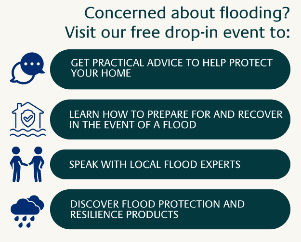 Concerned about flooding?
Visit our free drop-in event to:
GET PRACTICAL ADVICE TO HELP PROTECT
YOUR HOME
LEARN HOW TO PREPARE FOR AND RECOVER
IN THE EVENT OF A FLOOD
SPEAK WITH LOCAL FLOOD EXPERTS
DISCOVER FLOOD PROTECTION AND
RESILIENCE PRODUCTS